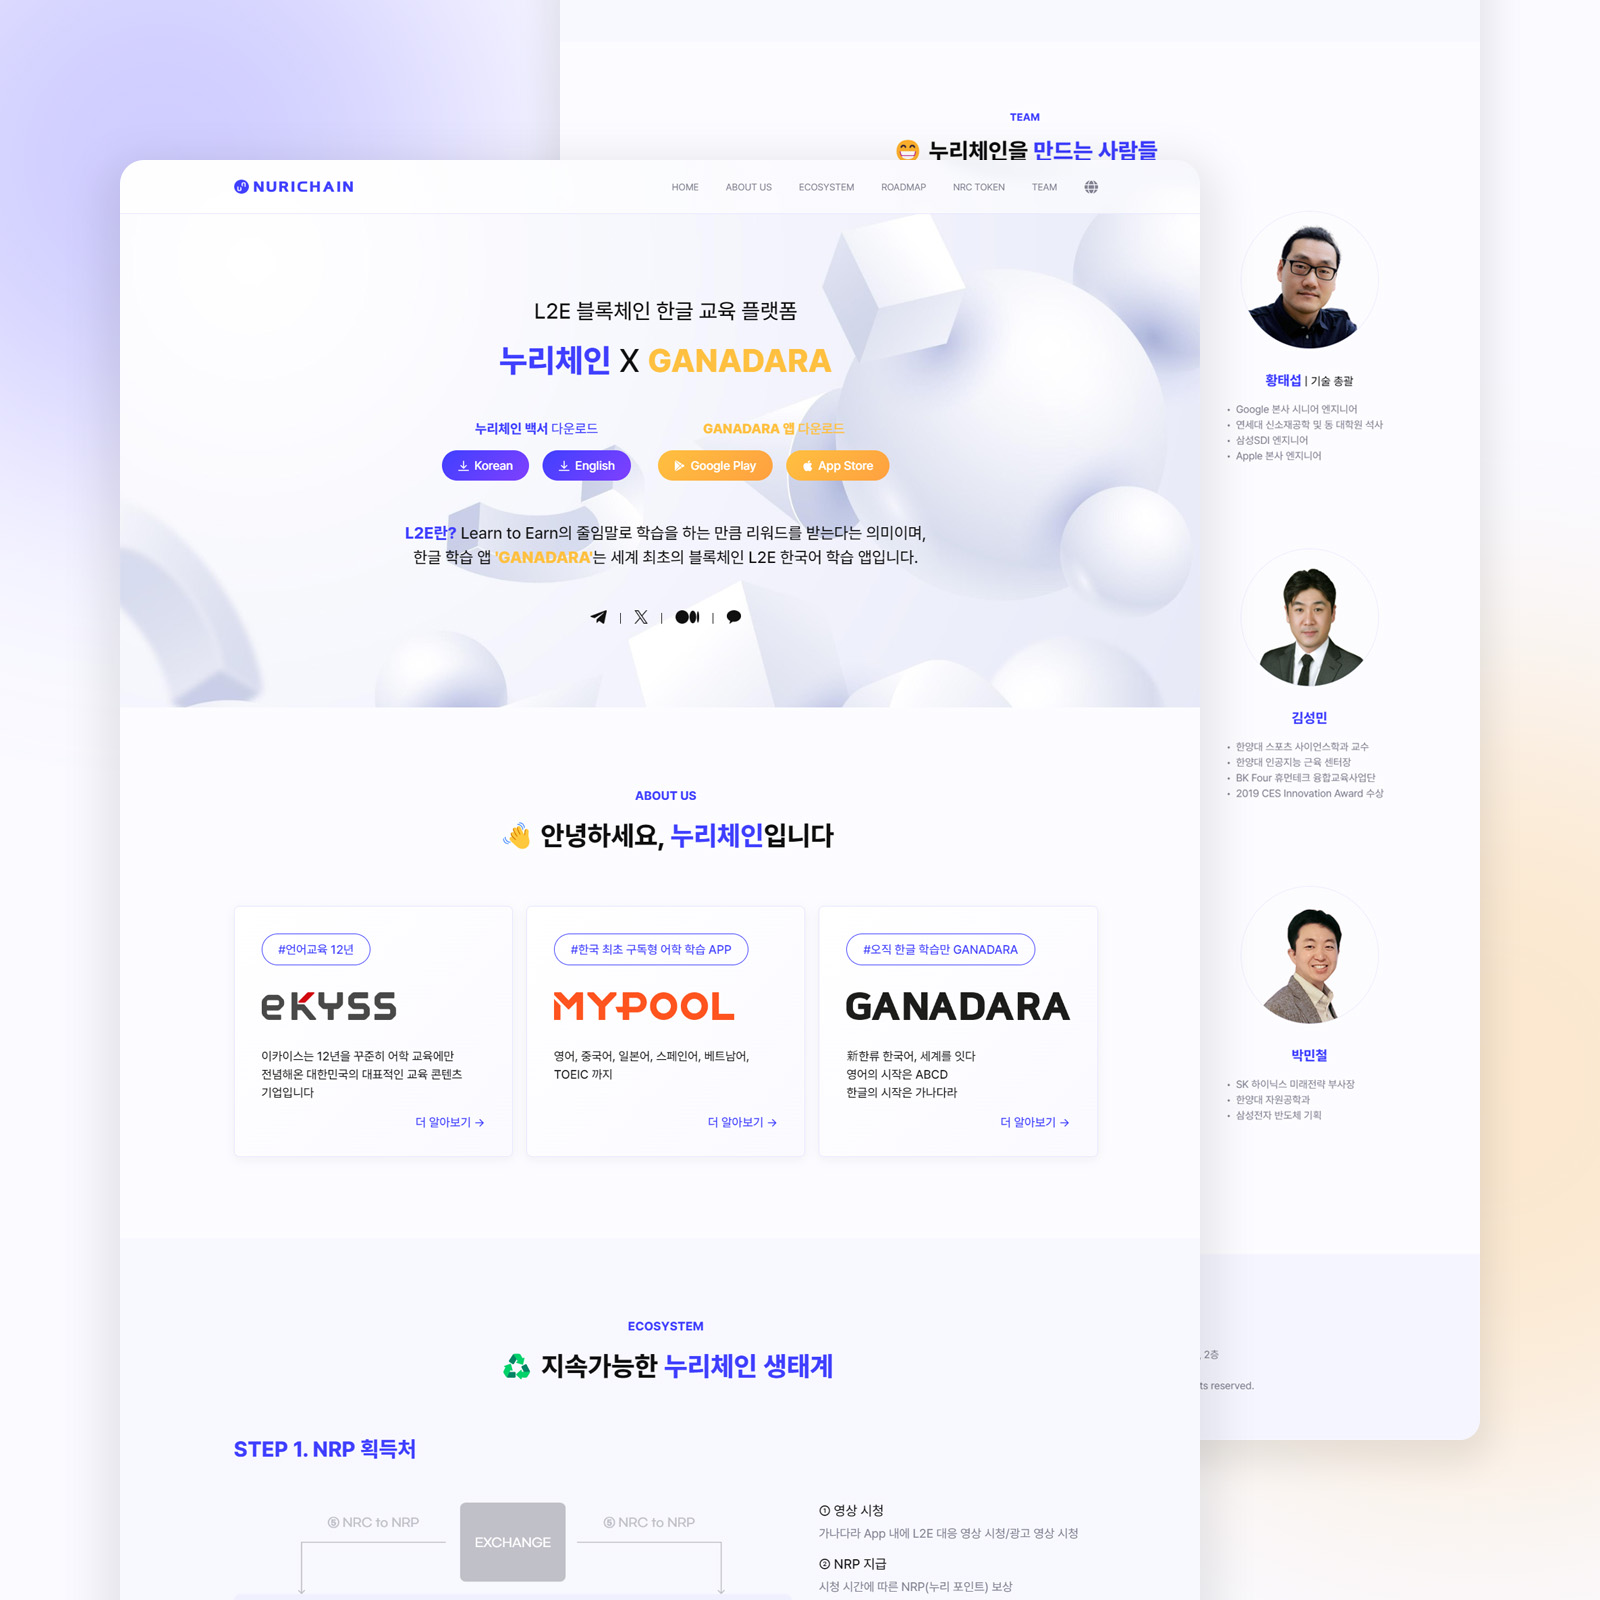 TEAM
누리체인을 만드는 사람들
NURICHAIN
HOME ABOUT US ECOSYSTEM ROADMAP NRC TOKEN TEAM
L2E 블록체인 한글 교육 플랫폼
누리체인 X GANADARA
누리체인 백서 다운로드
GANADARA 앱 다운로드
Korean English Google Play App Store
L2E란? Learn to Earn의 줄임말로 학습을 하는 만큼 리워드를 받는다는 의미이며,
한글 학습 앱 'GANADARA'는 세계 최초의 블록체인 L2E 한국어 학습 앱입니다.
ABOUT US
안녕하세요, 누리체인입니다
#언어교육 12년
eKYSS
이카이스는 12년을 꾸준히 어학 교육에만
전념해온 대한민국의 대표적인 교육 콘텐츠
기업입니다
더 알아보기 →
#한국 최초 구독형 어학 학습 APP
MYPOOL
영어, 중국어, 일본어, 스페인어, 베트남어,
TOEIC 까지
더 알아보기 →
#오직 한글 학습만 GANADARA
GANADARA
新한류 한국어, 세계를 잇다
영어의 시작은 ABCD
한글의 시작은 가나다라
더 알아보기 →
ECOSYSTEM
지속가능한 누리체인 생태계
STEP 1. NRP 획득처
⑤ NRC to NRP
EXCHANGE
⑤ NRC to NRP
① 영상 시청
가나다라 App 내에 L2E 대응 영상 시청/광고 영상 시청
② NRP 지급
시청 시간에 따른 NRP(누리 포인트) 보상
황태섭 | 기술 총괄
• Google 본사 시니어 엔지니어
• 연세대 신소재공학 및 동 대학원 석사
• 삼성SDI 엔지니어
• Apple 본사 엔지니어
김성민
• 한양대 스포츠 사이언스학과 교수
• 한양대 인공지능 근육 센터장
• BK Four 휴먼테크 융합교육사업단
• 2019 CES Innovation Award 수상
박민철
• SK 하이닉스 미래전략 부사장
• 한양대 자원공학과
• 삼성전자 반도체 기획
, 2층
ts reserved.